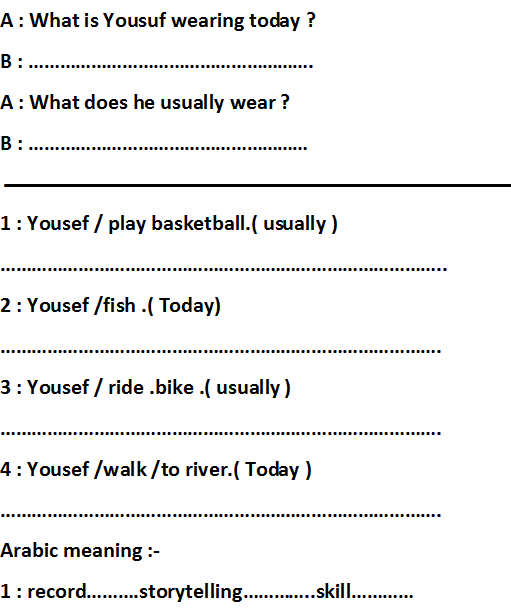 A : What is Yousuf wearing today ?
B : ......................................................
A : What does he usually wear ?
B : .....................................................
1 : Yousef / play basketball.( usually )
.....................................................................................
2 : Yousef /fish .( Today)
....................................................................................
3 : Yousef / ride .bike .( usually )
....................................................................................
4 : Yousef /walk /to river.( Today )
....................................................................................
Arabic meaning :-
1 : record..........storytelling..............skill............